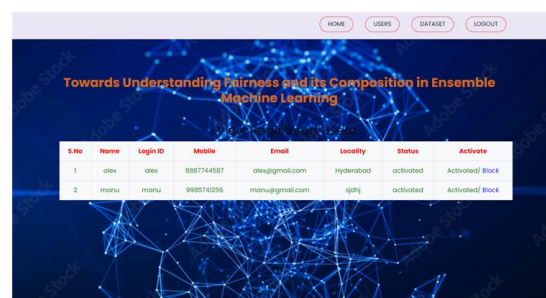 HOME USERS DATASET LOGOUT
Towards Understanding Fairness and its Composition in Ensemble
Machine Learning
S.No Name Login ID Mobile Email Locality Status Activate
1 alex alex 8887744587 alex@gmail.com Hyderabad activated Activated/ Block
2 manu manu 9985741256 manu@gmail.com sjdhj activated Activated/ Block
Adobe Stock